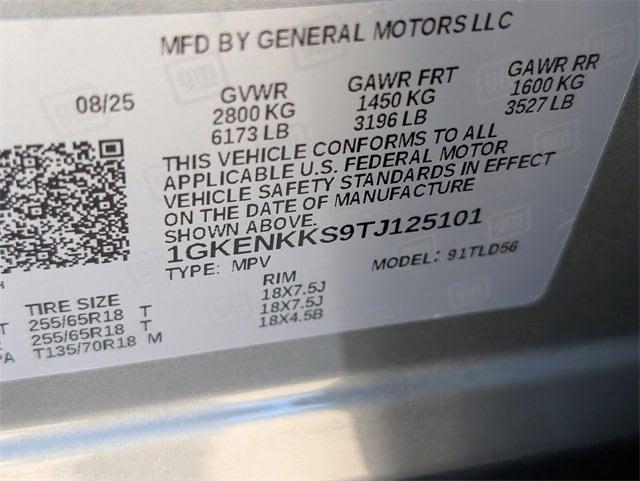 MFD BY GENERAL MOTORS LLC
08/25
GVWR
2800 KG
6173 LB
GAWR FRT
1450 KG
3196 LB
GAWR RR
1600 KG
3527 LB
THIS VEHICLE CONFORMS TO ALL
APPLICABLE U.S. FEDERAL MOTOR
VEHICLE SAFETY STANDARDS IN EFFECT
ON THE DATE OF MANUFACTURE
SHOWN ABOVE.
1GKENKKS9TJ125101
TYPE: MPV
MODEL: 91TLD56
TIRE SIZE RIM
255/65R18 T 18X7.5J
255/65R18 T 18X7.5J
T135/70R18 M 18X4.5B